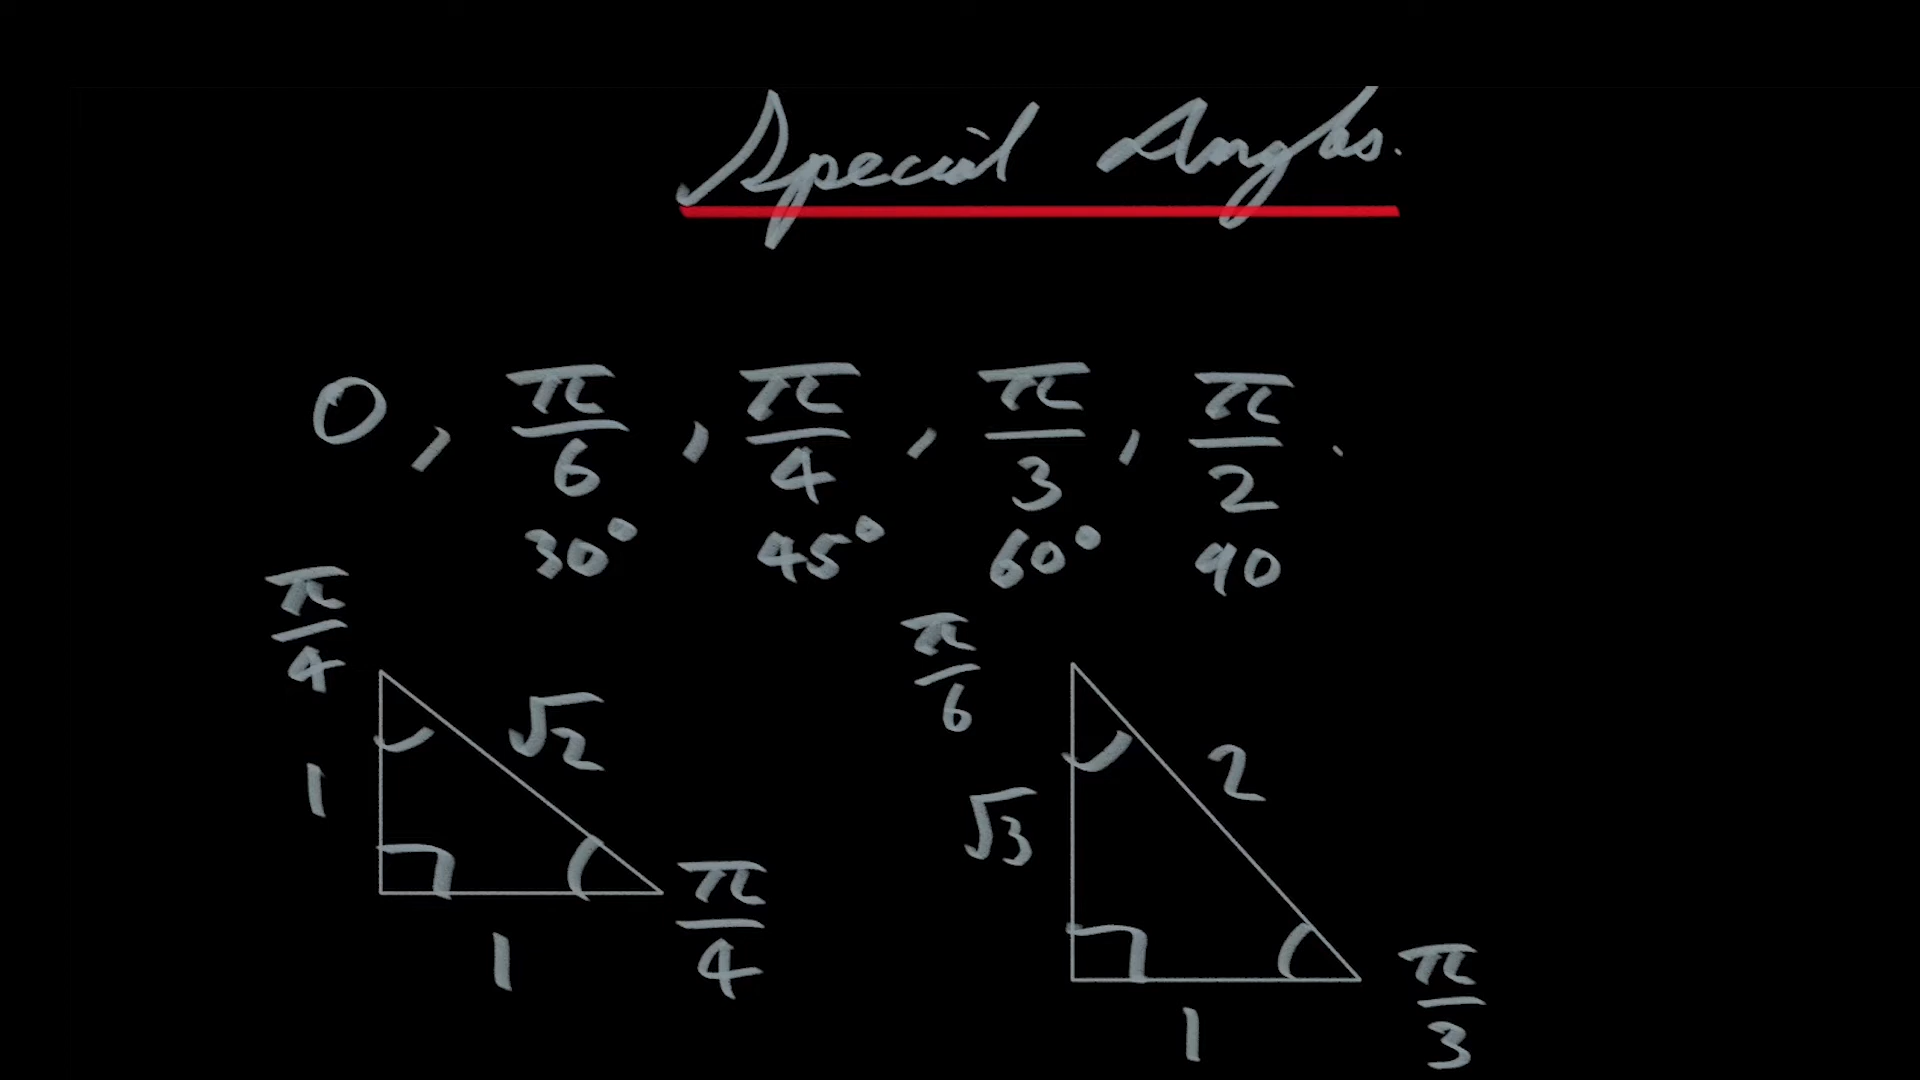 Special Angles.
0, π/6, π/4, π/3, π/2.
30° 45° 60° 90
π/4
1
√2
1
π/4
π/6
√3
2
1
π/3